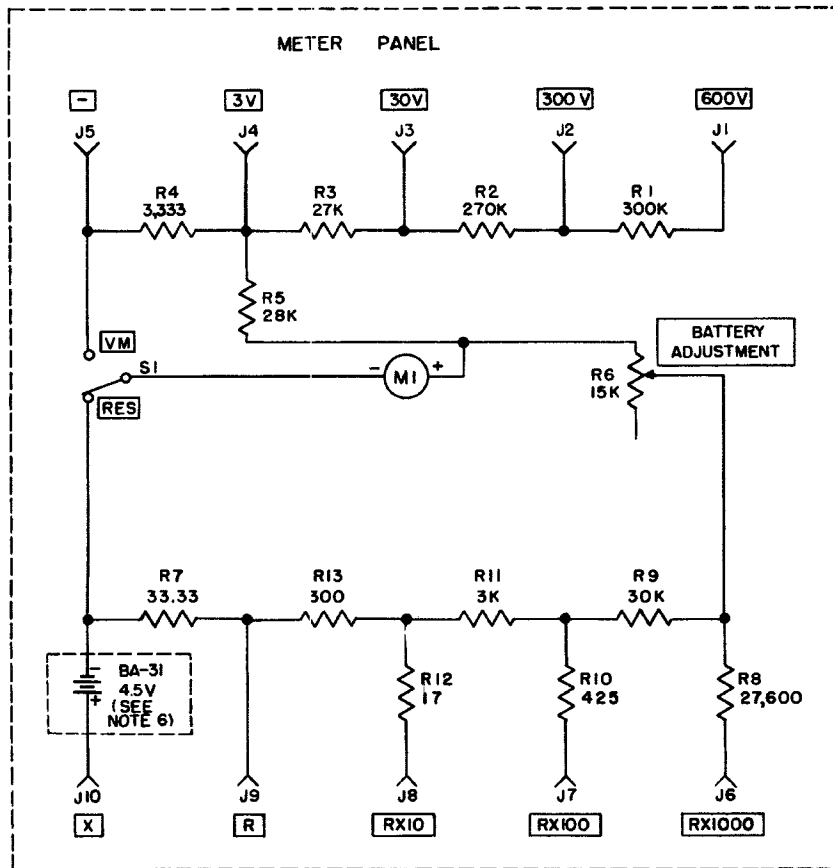 METER PANEL
- 3V 30V 300V 600V
J5 J4 J3 J2 J1
R4 R3 R2 R1
3,333 27K 270K 300K
R5
28K
VM
BATTERY
ADJUSTMENT
S1
- M1 +
R6
15K
RES
R7 R13 R11 R9
33.33 300 3K 30K
- BA-31
4.5V
+ (SEE
NOTE 6)
R12
17
R10
425
R8
27,600
J10 J9 J8 J7 J6
X R RX10 RX100 RX1000